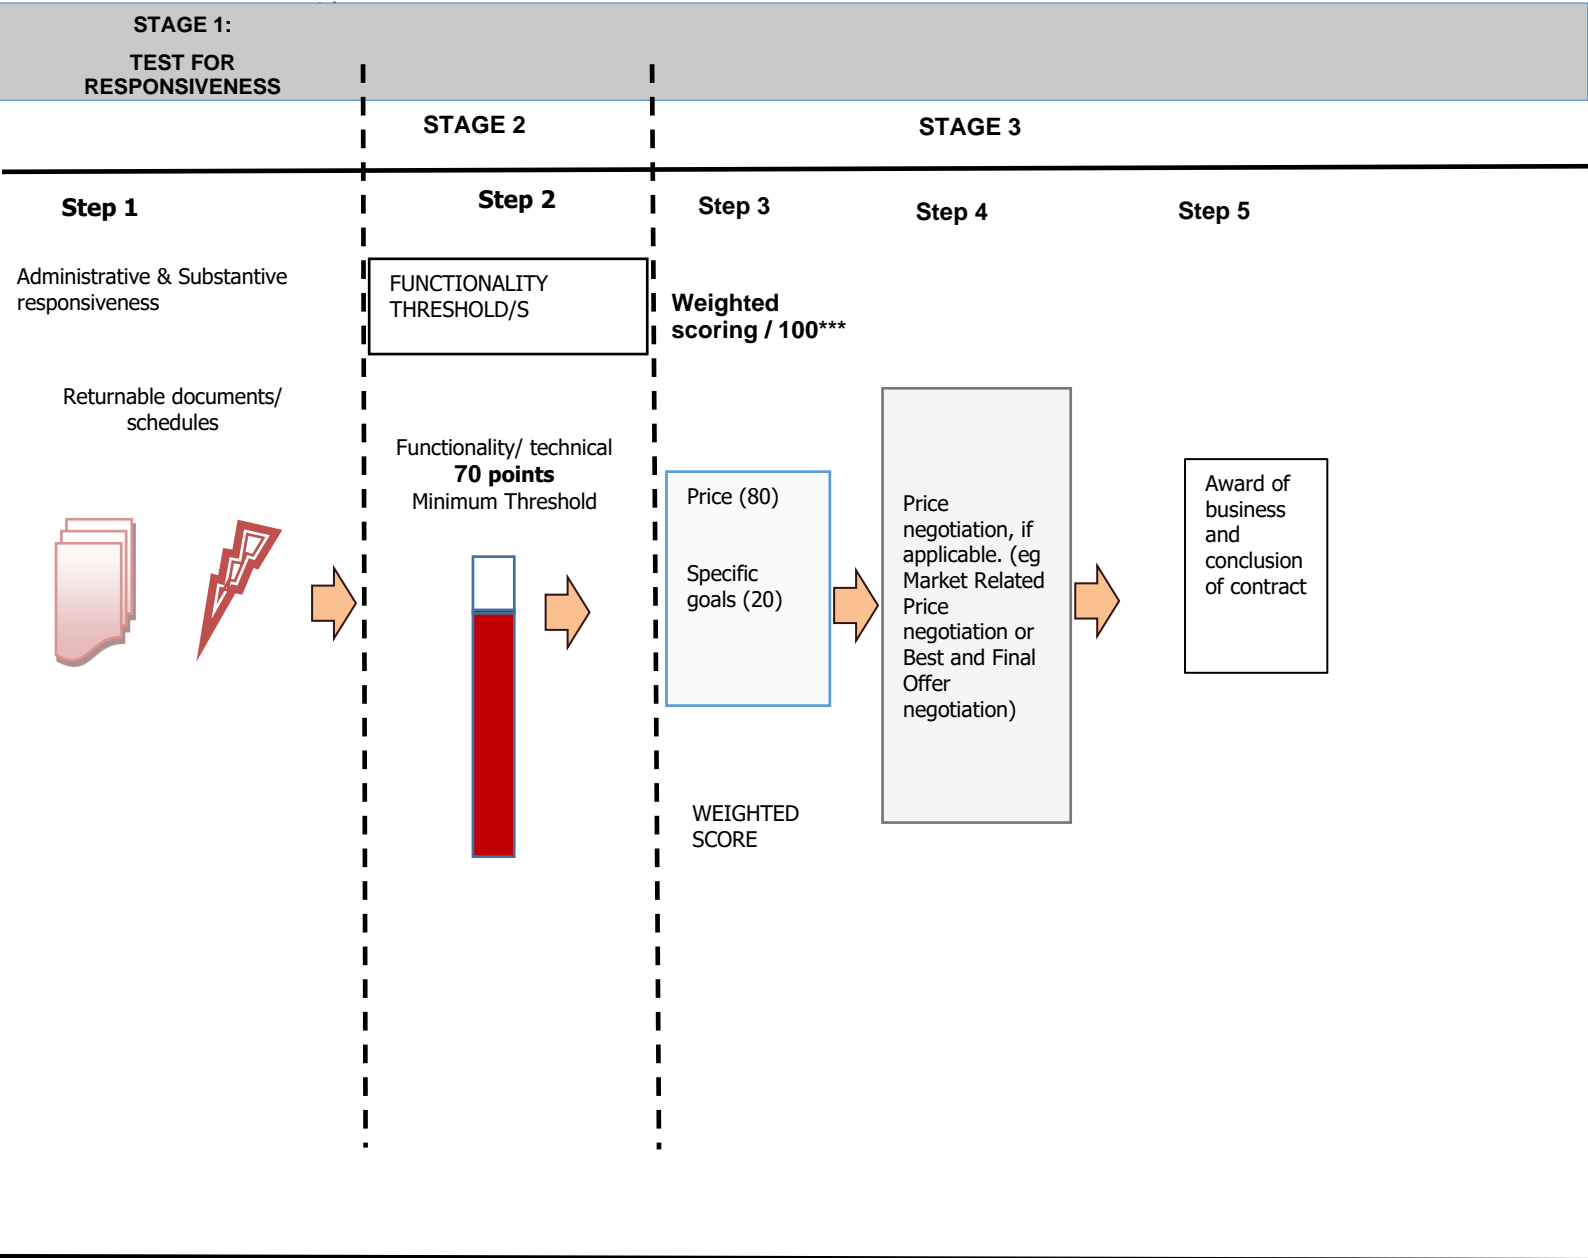 STAGE 1:
TEST FOR
RESPONSIVENESS
STAGE 2
STAGE 3
Step 1
Step 2
Step 3
Step 4
Step 5
Administrative & Substantive
responsiveness
Returnable documents/
schedules
FUNCTIONALITY
THRESHOLD/S
Functionality/ technical
70 points
Minimum Threshold
Weighted
scoring / 100***
Price (80)
Specific
goals (20)
WEIGHTED
SCORE
Price
negotiation, if
applicable. (eg
Market Related
Price
negotiation or
Best and Final
Offer
negotiation)
Award of
business
and
conclusion
of contract